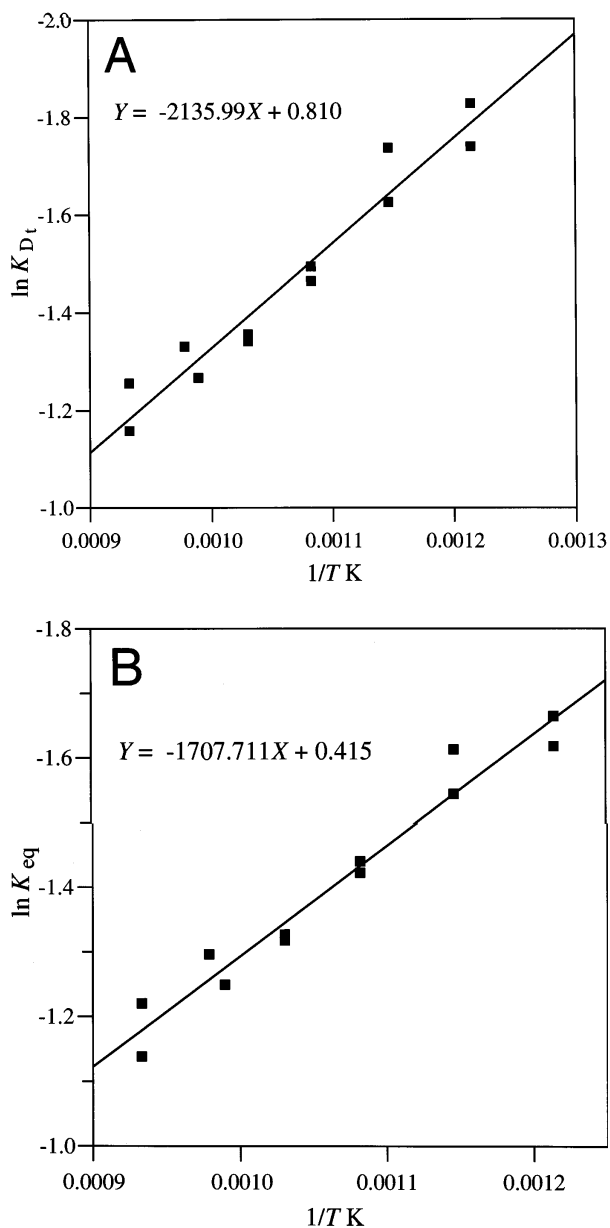 A
Y = -2135.99X + 0.810
-2.0
-1.8
-1.6
-1.4
-1.2
-1.0
ln K Dt
0.0009 0.0010 0.0011 0.0012 0.0013
1/T K
B
Y = -1707.711X + 0.415
-1.8
-1.6
-1.4
-1.2
-1.0
ln K eq
0.0009 0.0010 0.0011 0.0012
1/T K